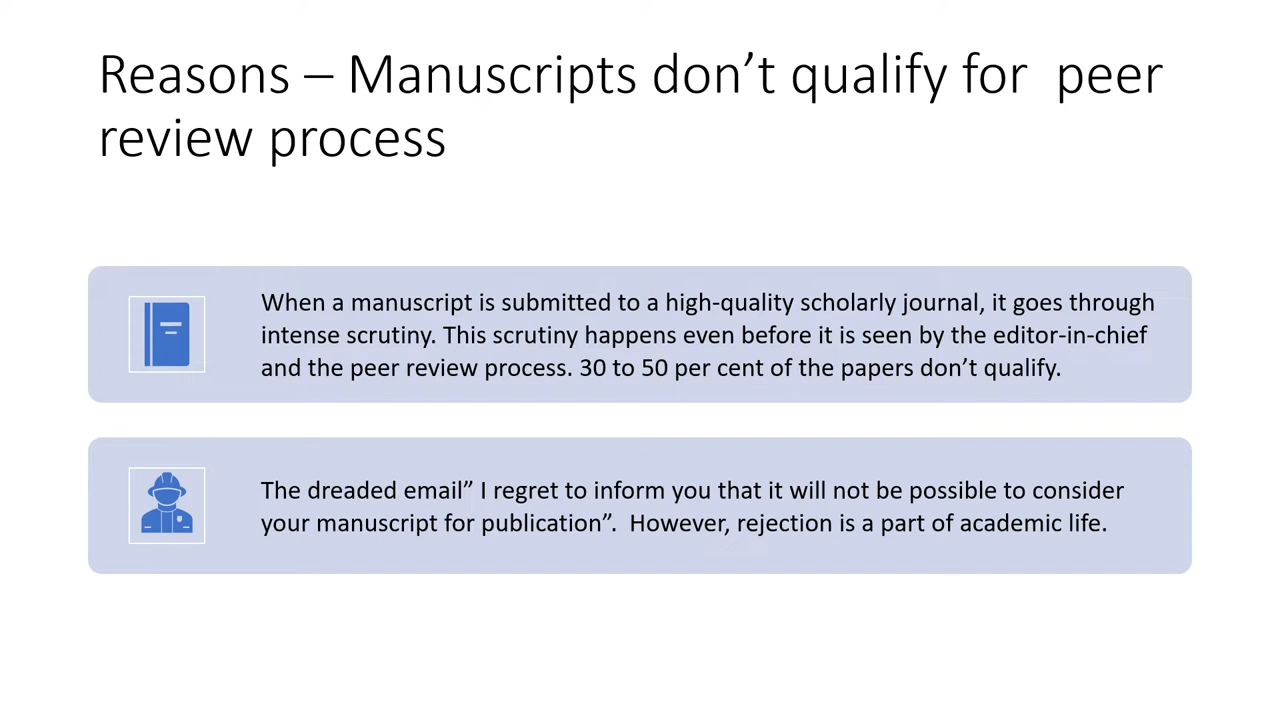 Reasons – Manuscripts don’t qualify for  peer
review process
When a manuscript is submitted to a high-quality scholarly journal, it goes through
intense scrutiny. This scrutiny happens even before it is seen by the editor-in-chief
and the peer review process. 30 to 50 per cent of the papers don’t qualify.
The dreaded email” I regret to inform you that it will not be possible to consider
your manuscript for publication”.  However, rejection is a part of academic life.